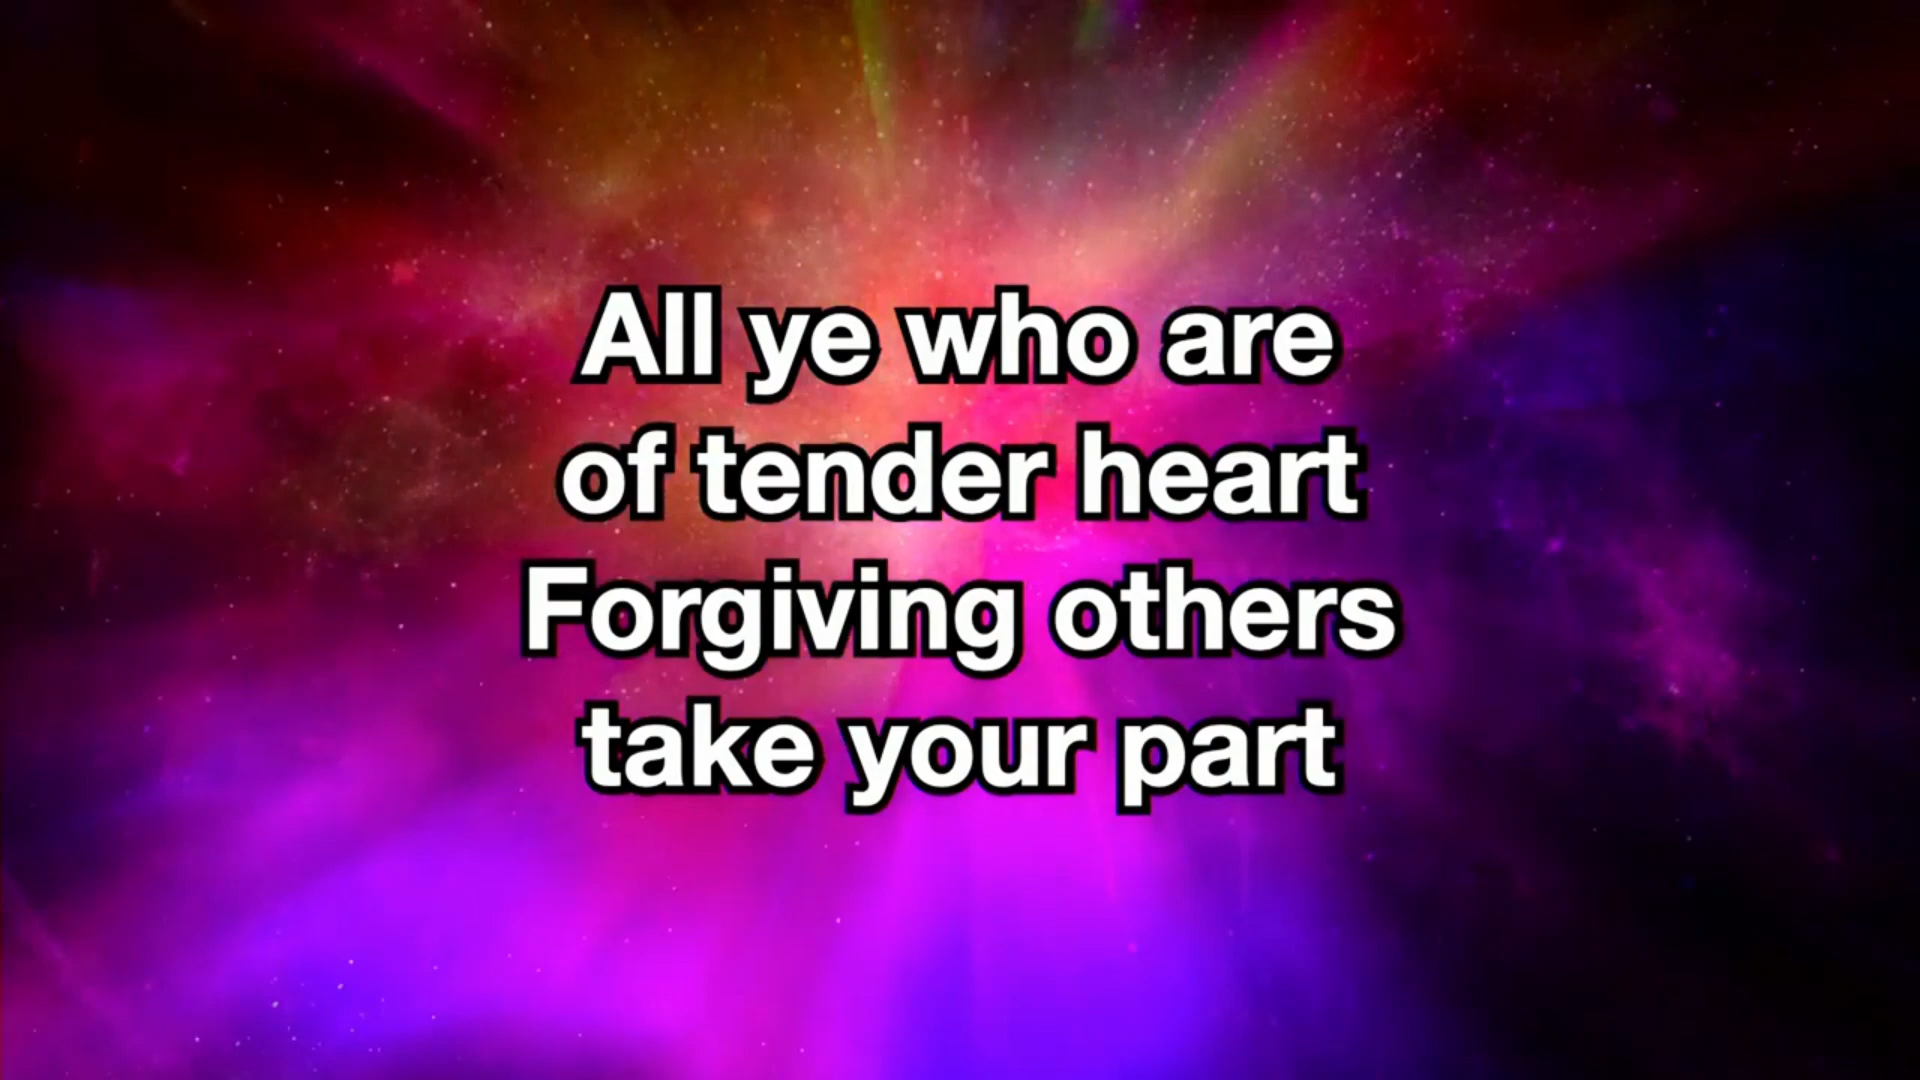 All ye who are
of tender heart
Forgiving others
take your part